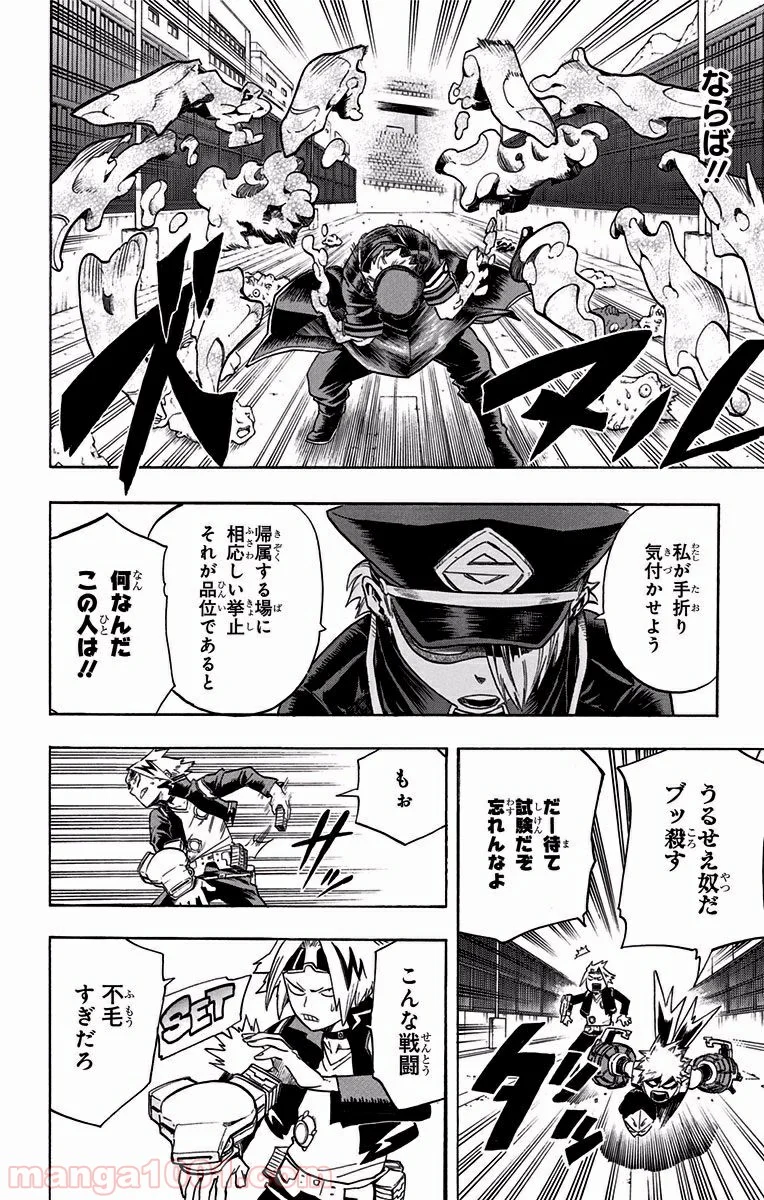 ならば!!
ズ
ヌル
私が手折り
気付かせよう
帰属する場に
相応しい挙止
それが品位であると
何なんだ
この人は!!
うるせえ奴だ
ブッ殺す
だー待て
試験だぞ
忘れんなよ
ダダッ
もぉ
バッ
こんな戦闘
SET
不毛
すぎだろ
manga1001.com